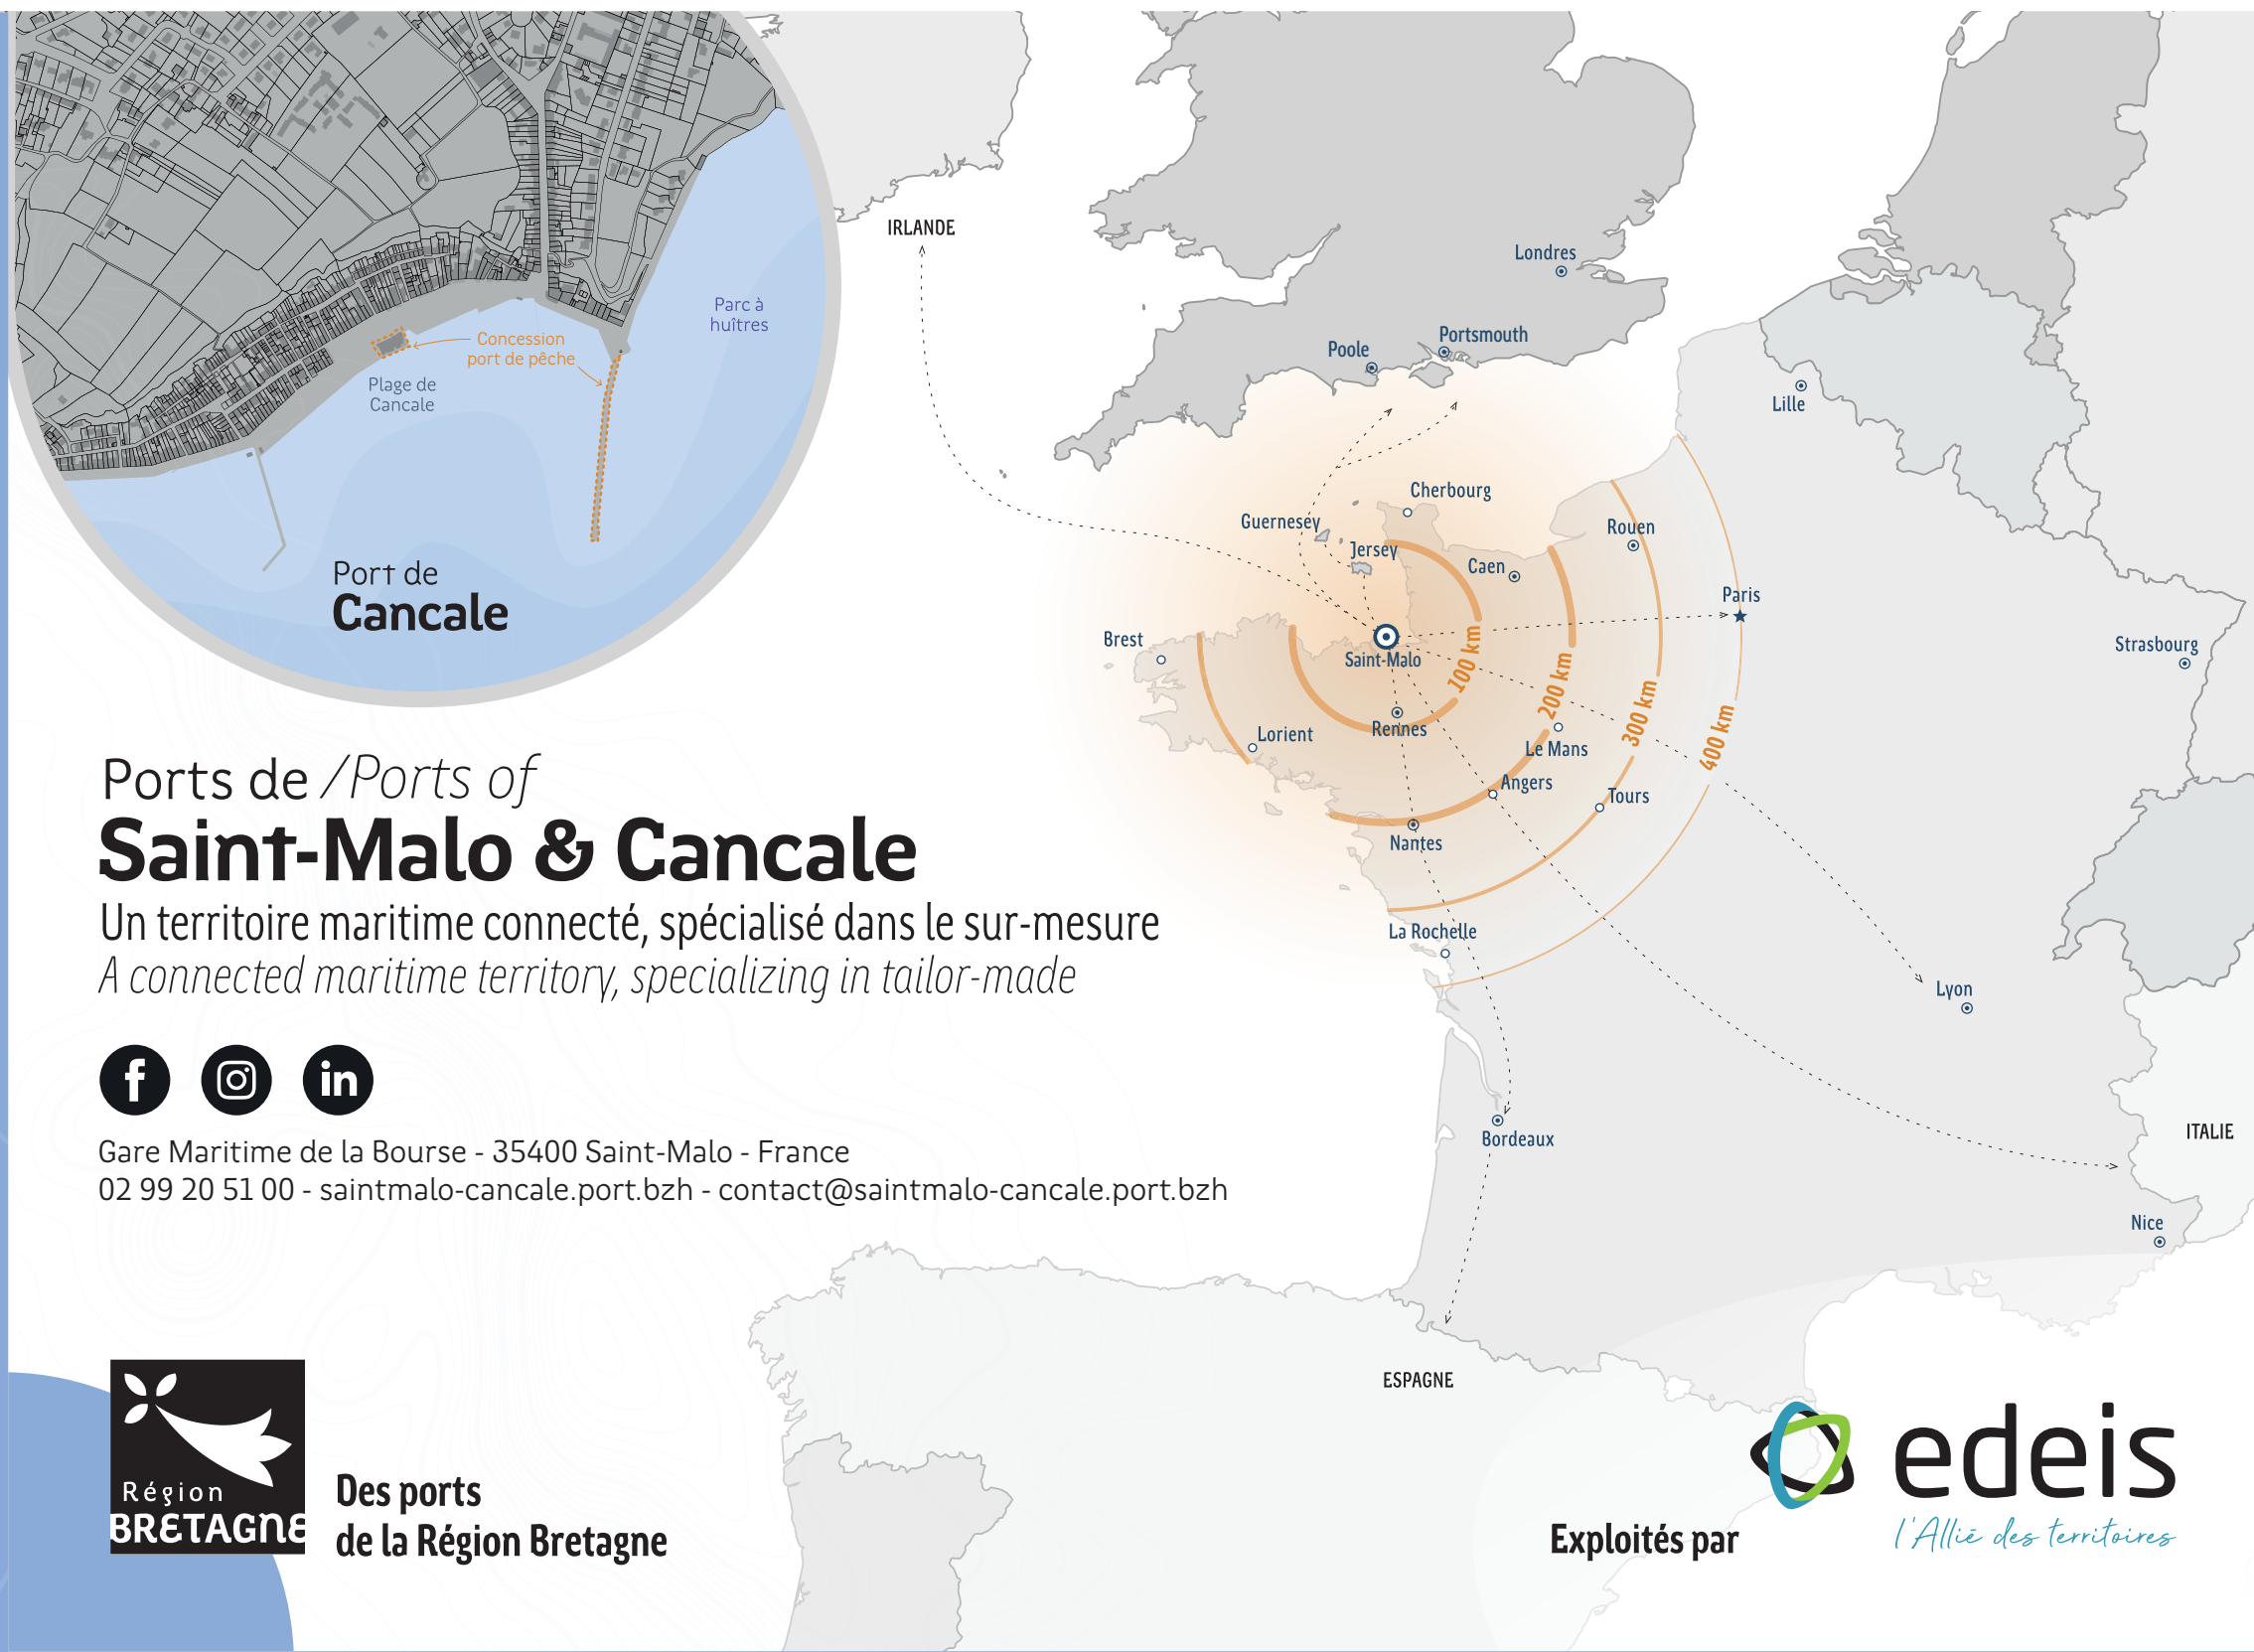 Parc à
huîtres
Concession
port de pêche
Plage de
Cancale
Port de
Cancale
Ports de /Ports of
Saint-Malo & Cancale
Un territoire maritime connecté, spécialisé dans le sur-mesure
A connected maritime territory, specializing in tailor-made
f
in
Gare Maritime de la Bourse - 35400 Saint-Malo - France
02 99 20 51 00 - saintmalo-cancale.port.bzh - contact@saintmalo-cancale.port.bzh
Région
BRETAGNE
Des ports
de la Région Bretagne
IRLANDE
Londres
Portsmouth
Poole
Lille
Cherbourg
Guernesey
Jersey
Caen
Rouen
Paris
Brest
Saint-Malo
Strasbourg
100 km
200 km
300 km
400 km
Rennes
Lorient
Le Mans
Angers
Tours
Nantes
La Rochelle
Lyon
Bordeaux
ITALIE
Nice
ESPAGNE
Exploités par
edeis
l'Allié des territoires